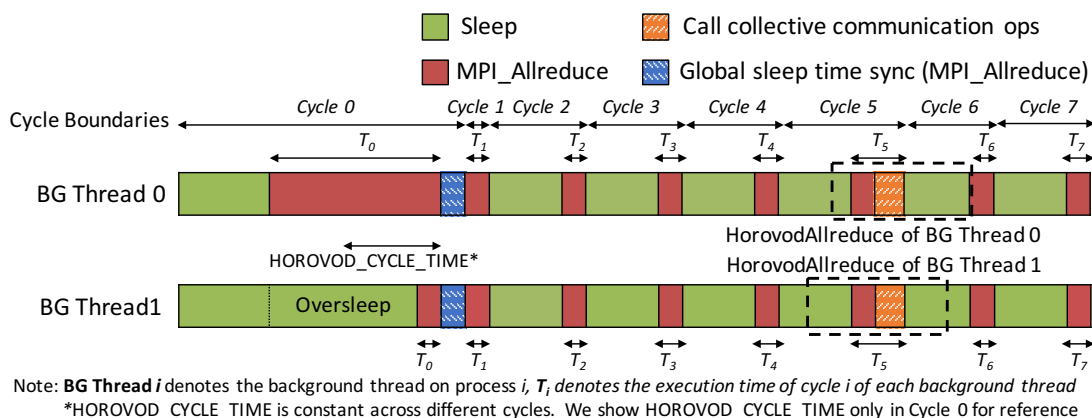 Sleep
Call collective communication ops
MPI_Allreduce
Global sleep time sync (MPI_Allreduce)
Cycle Boundaries
Cycle 0
Cycle 1
Cycle 2
Cycle 3
Cycle 4
Cycle 5
Cycle 6
Cycle 7
T0
T1
T2
T3
T4
T5
T6
T7
BG Thread 0
HorovodAllreduce of BG Thread 0
HOROVOD_CYCLE_TIME*
HorovodAllreduce of BG Thread 1
BG Thread1
Oversleep
T0
T1
T2
T3
T4
T5
T6
T7
Note: BG Thread i denotes the background thread on process i, Ti denotes the execution time of cycle i of each background thread
*HOROVOD_CYCLE_TIME is constant across different cycles. We show HOROVOD_CYCLE_TIME only in Cycle 0 for reference